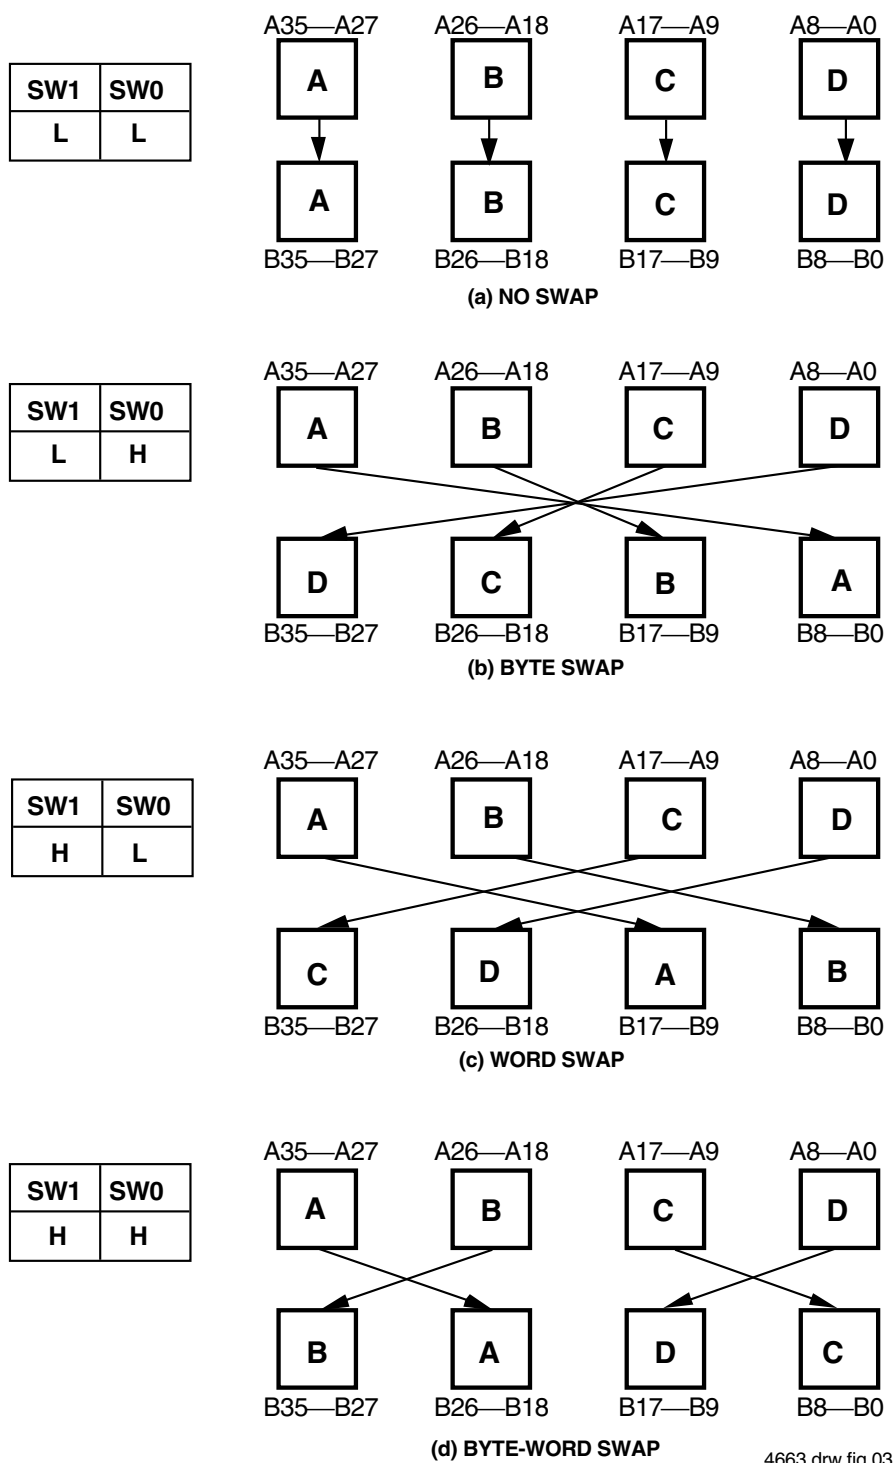 A35—A27 A26—A18 A17—A9 A8—A0
SW1 SW0
L L
A B C D
A B C D
B35—B27 B26—B18 B17—B9 B8—B0
(a) NO SWAP
A35—A27 A26—A18 A17—A9 A8—A0
SW1 SW0
L H
A B C D
D C B A
B35—B27 B26—B18 B17—B9 B8—B0
(b) BYTE SWAP
A35—A27 A26—A18 A17—A9 A8—A0
SW1 SW0
H L
A B C D
C D A B
B35—B27 B26—B18 B17—B9 B8—B0
(c) WORD SWAP
A35—A27 A26—A18 A17—A9 A8—A0
SW1 SW0
H H
A B C D
B A D C
B35—B27 B26—B18 B17—B9 B8—B0
(d) BYTE-WORD SWAP
4663 drw fig 03